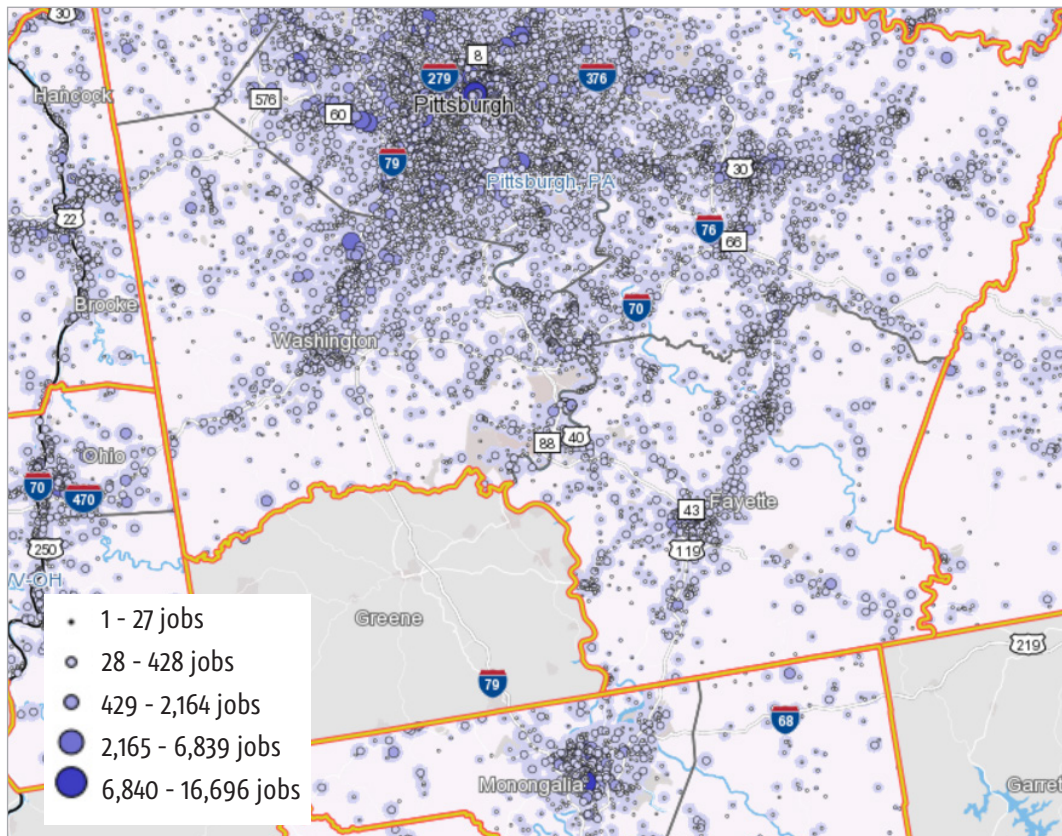 30
8
Hancock
279
376
576
Pittsburgh
60
79
30
Pittsburgh, PA
22
76
66
Brooke
70
Washington
88
40
Ohio
70
470
43
Fayette
119
250
V-OH
Greene
219
79
68
Monongalia
Garret
1 - 27 jobs
28 - 428 jobs
429 - 2,164 jobs
2,165 - 6,839 jobs
6,840 - 16,696 jobs